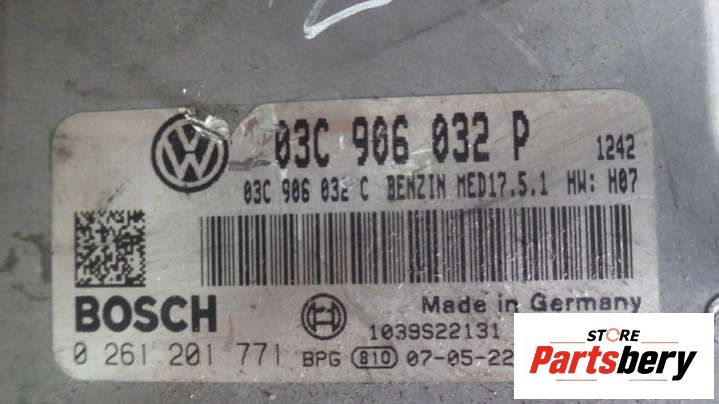 03C 906 032 P 1242
03C 906 032 C BENZIN MED17.5.1 HW: H07
BOSCH
Made in Germany
1039S22131
0 261 201 771 BPG 810 07-05-22
STORE
Partsbery